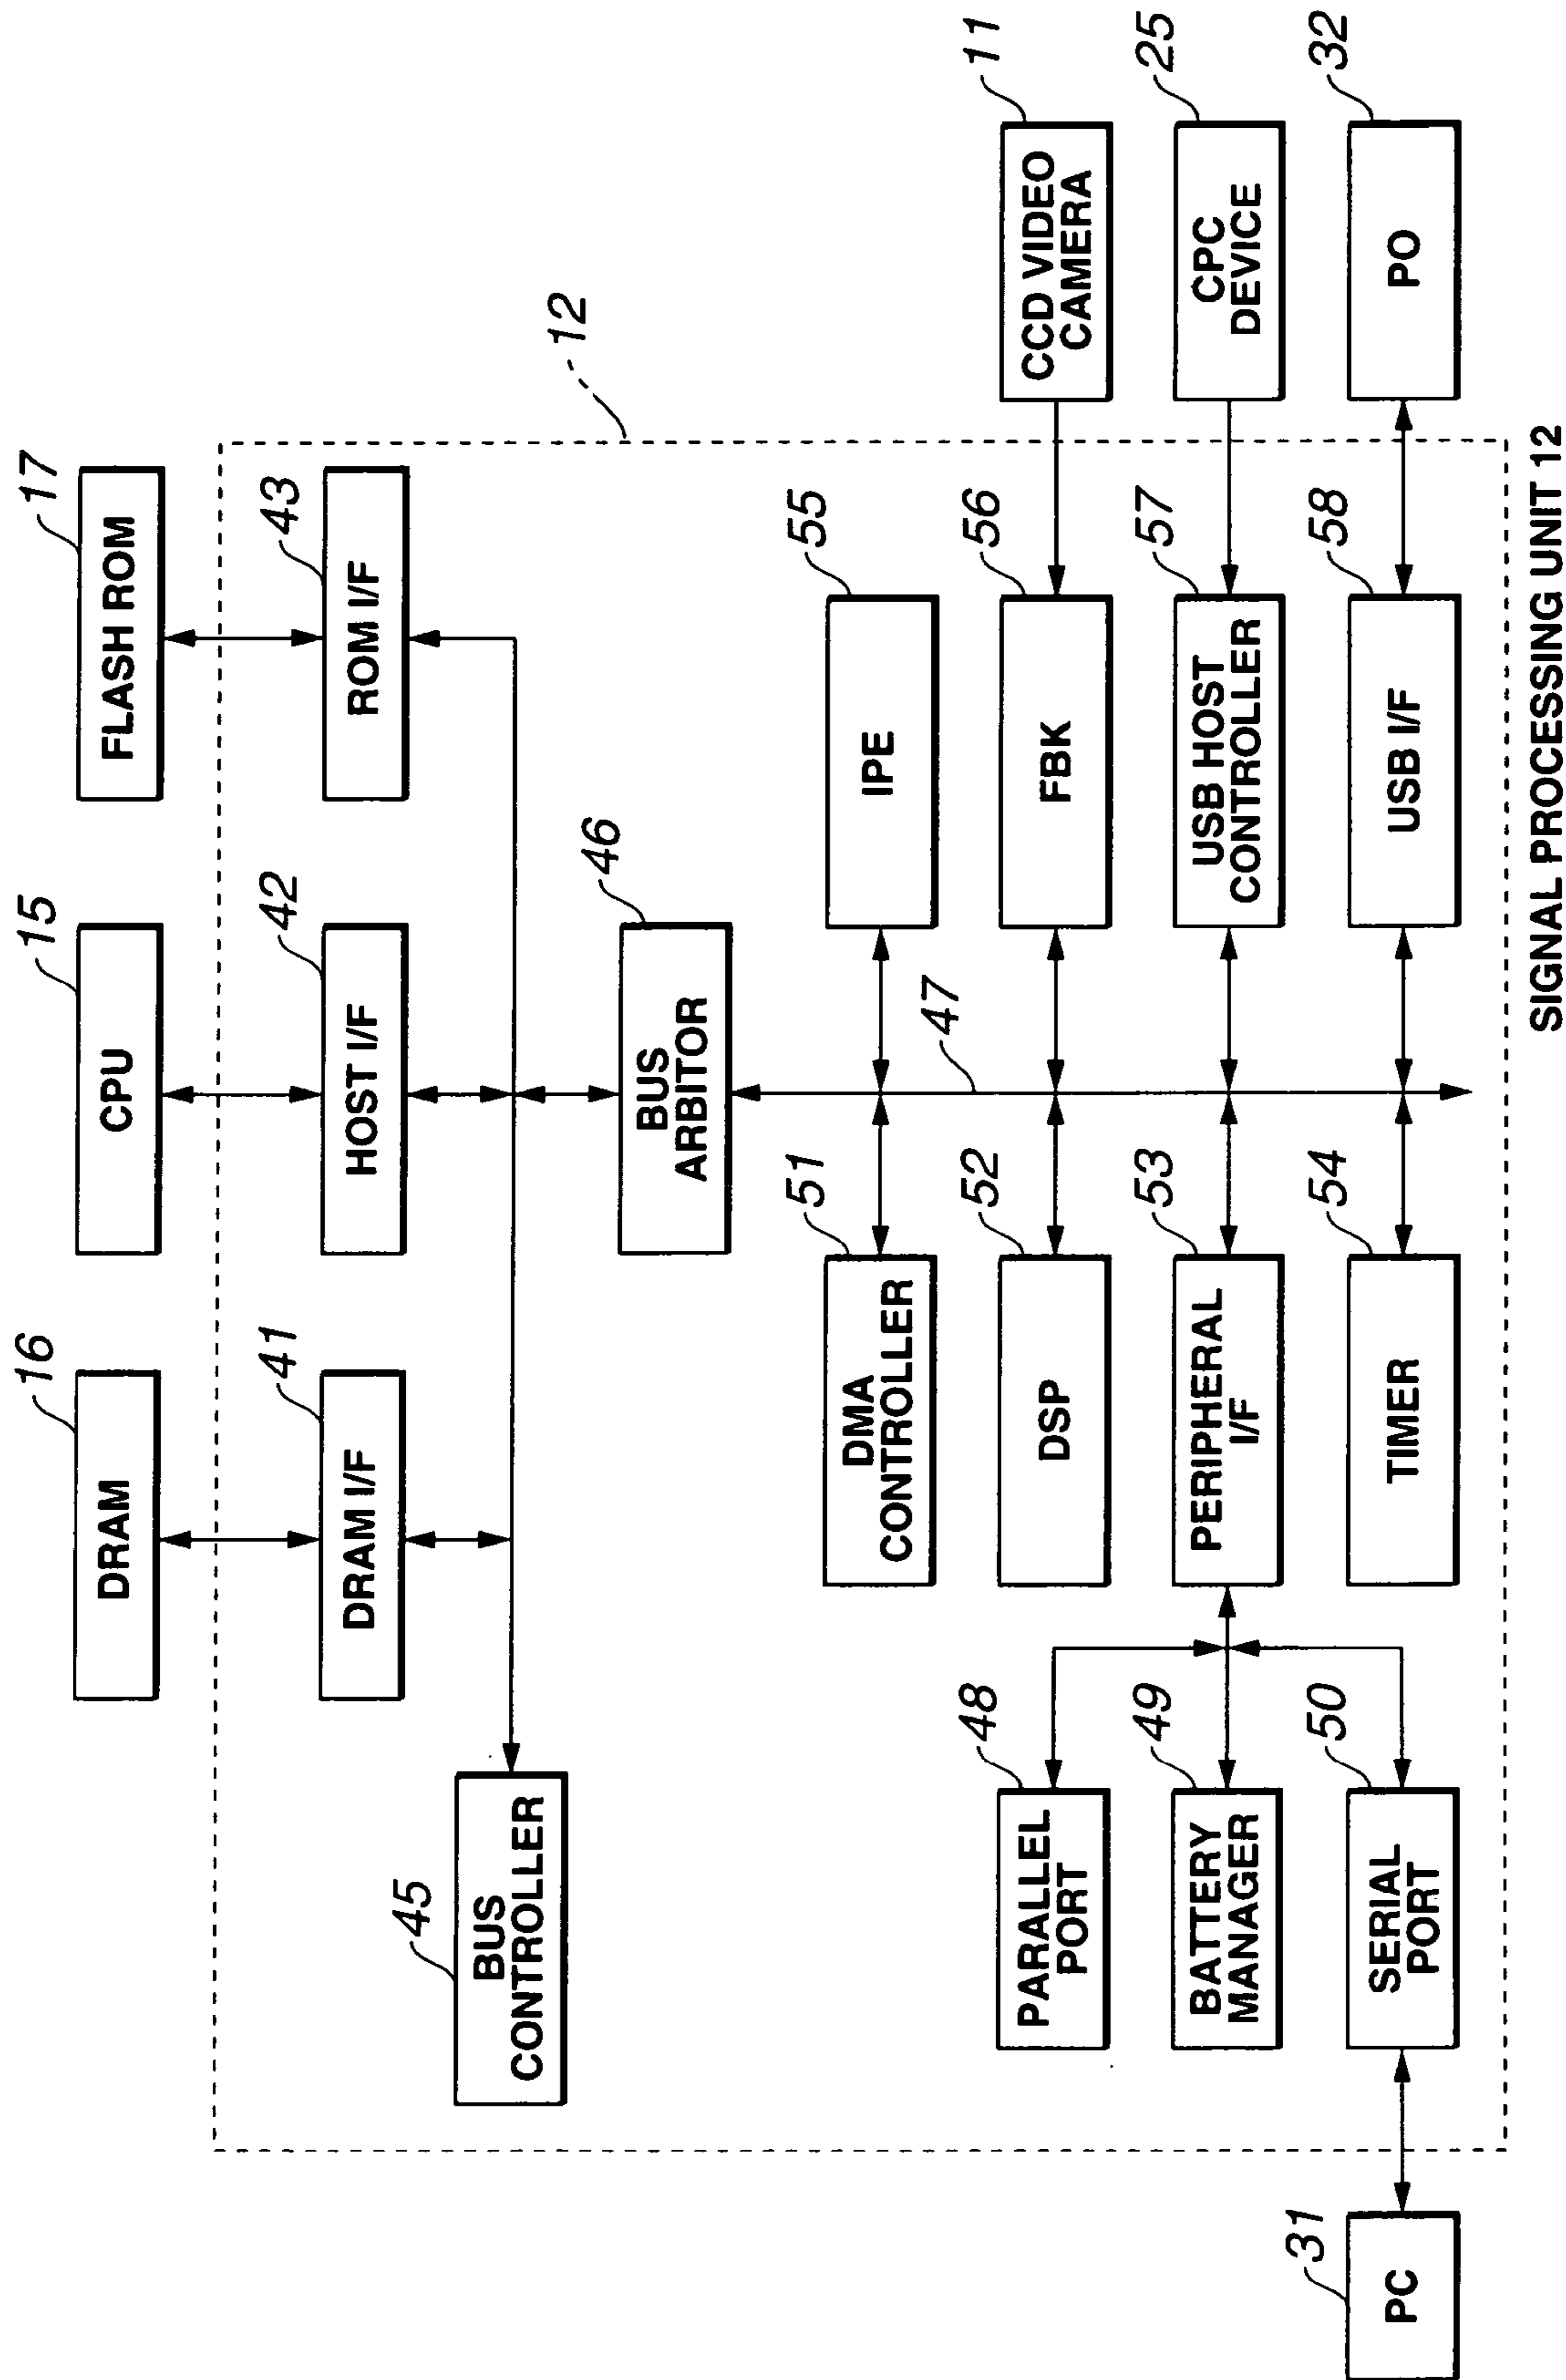 16
15
17
DRAM
CPU
FLASH ROM
12
41
42
43
DRAM I/F
HOST I/F
ROM I/F
45
BUS
CONTROLLER
46
BUS
ARBITOR
47
51
55
DMA
CONTROLLER
IPE
48
52
56
11
PARALLEL
PORT
DSP
FBK
CCD VIDEO
CAMERA
49
53
57
25
BATTERY
MANAGER
PERIPHERAL
I/F
USB HOST
CONTROLLER
CPC
DEVICE
31
50
54
58
32
PC
SERIAL
PORT
TIMER
USB I/F
PO
SIGNAL PROCESSING UNIT 12